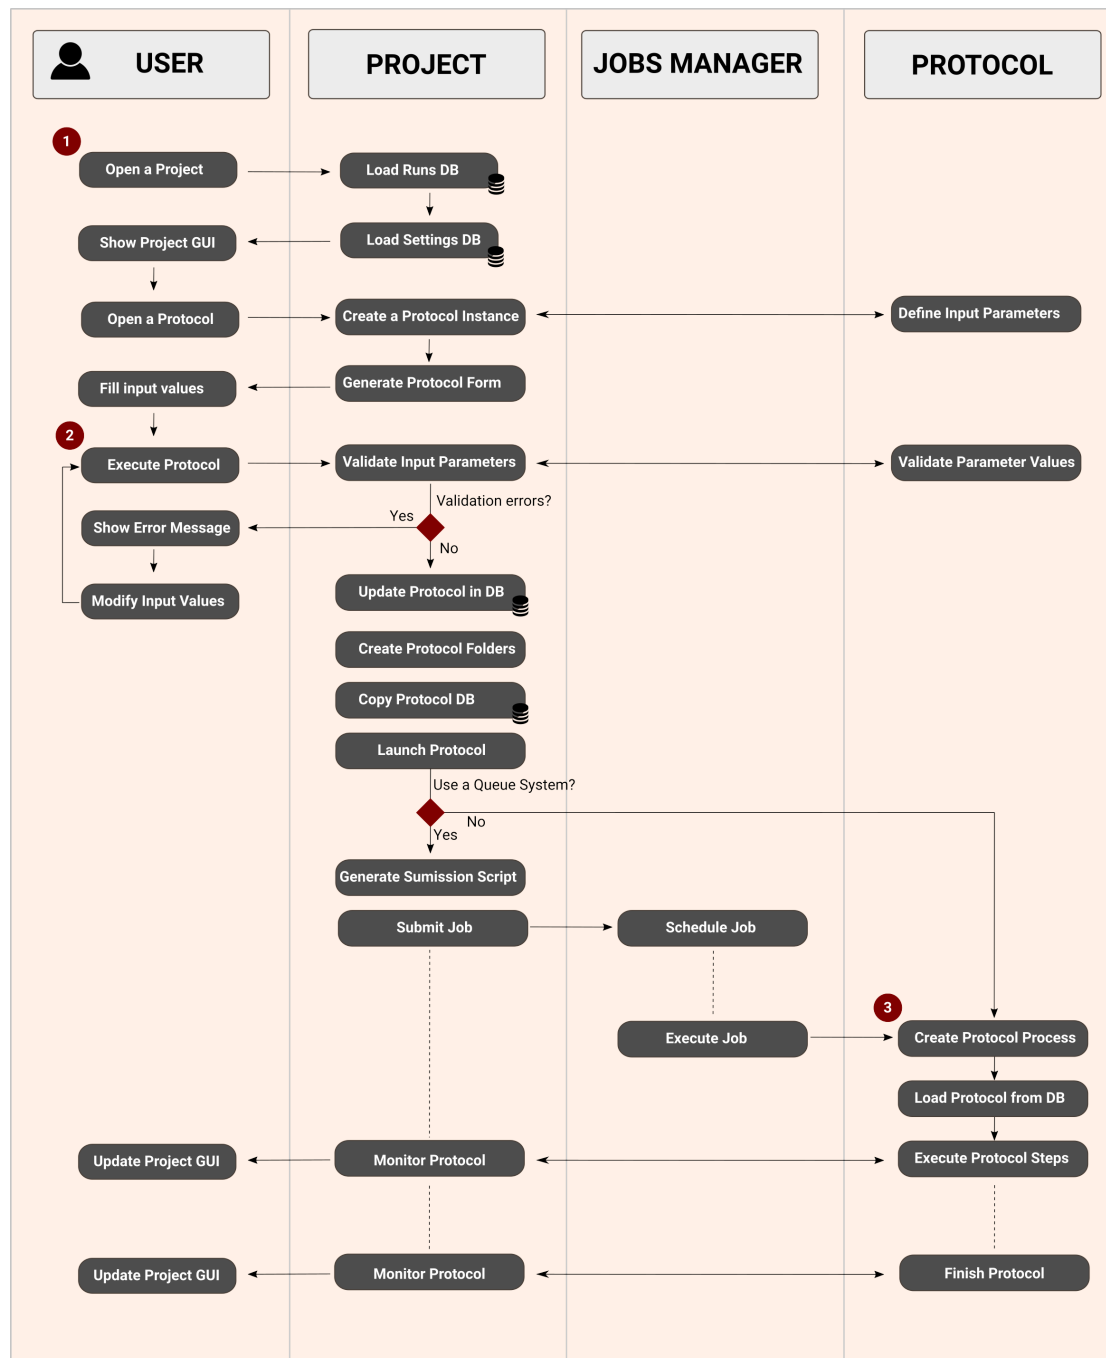 USER
PROJECT
JOBS MANAGER
PROTOCOL
1
Open a Project
Load Runs DB
Show Project GUI
Load Settings DB
Open a Protocol
Create a Protocol Instance
Define Input Parameters
Fill input values
Generate Protocol Form
2
Execute Protocol
Validate Input Parameters
Validate Parameter Values
Validation errors?
Yes
Show Error Message
No
Modify Input Values
Update Protocol in DB
Create Protocol Folders
Copy Protocol DB
Launch Protocol
Use a Queue System?
No
Yes
Generate Sumission Script
Submit Job
Schedule Job
3
Execute Job
Create Protocol Process
Load Protocol from DB
Update Project GUI
Monitor Protocol
Execute Protocol Steps
Update Project GUI
Monitor Protocol
Finish Protocol